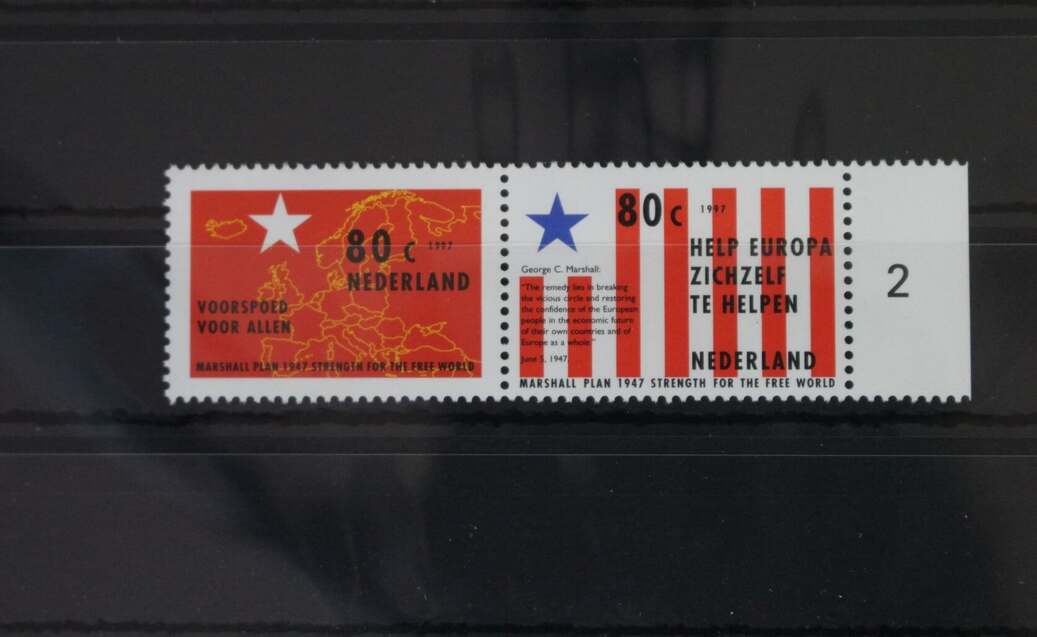 80 c 1997
NEDERLAND
VOORSPOED
VOOR ALLEN
MARSHALL PLAN 1947 STRENGTH FOR THE FREE WORLD
80 c 1997
HELP EUROPA
ZICHZELF
TE HELPEN
George C. Marshall:
"The remedy lies in breaking
the vicious circle and restoring
the confidence of the European
people in the economic future
of their own countries and of
Europe as a whole."
June 5, 1947.
NEDERLAND
MARSHALL PLAN 1947 STRENGTH FOR THE FREE WORLD
2